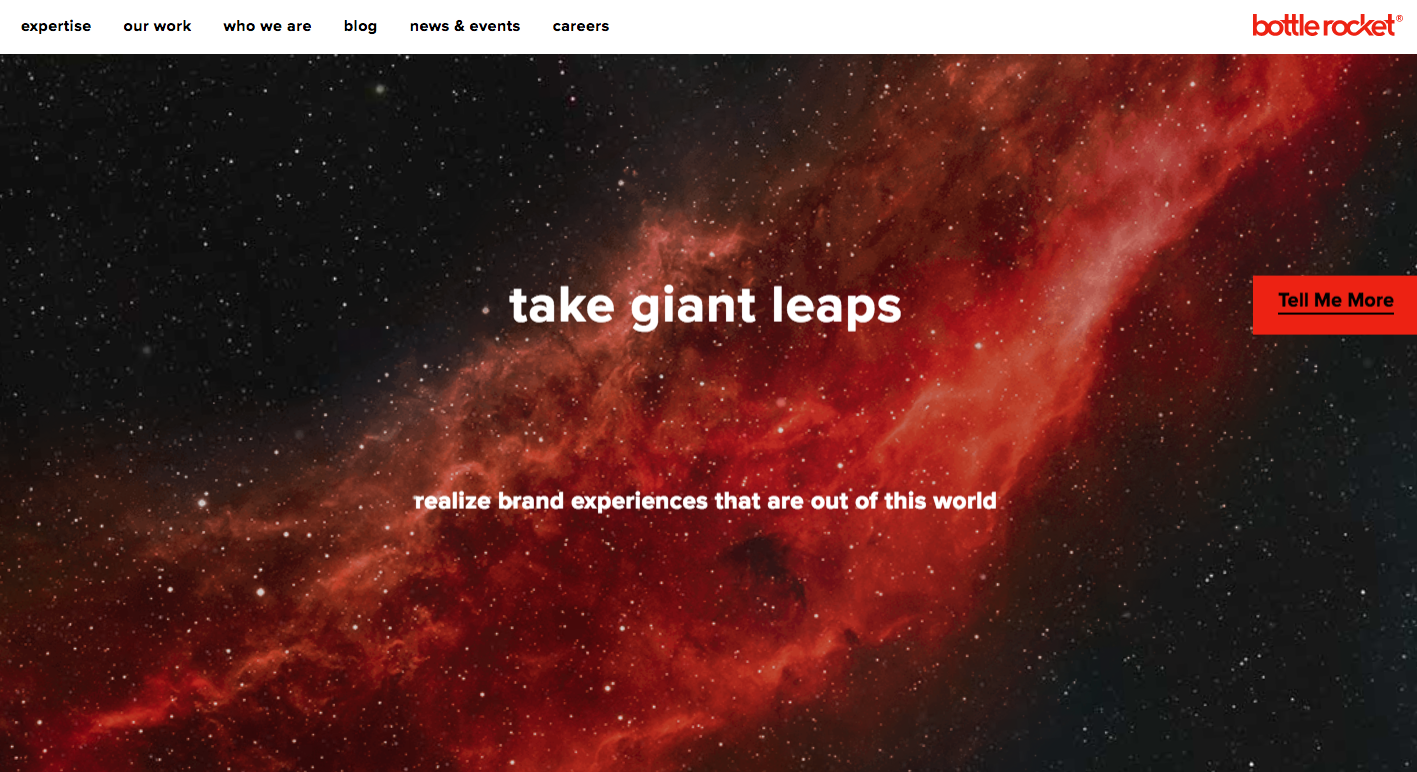 expertise our work who we are blog news & events careers bottle rocket®
take giant leaps
Tell Me More
realize brand experiences that are out of this world